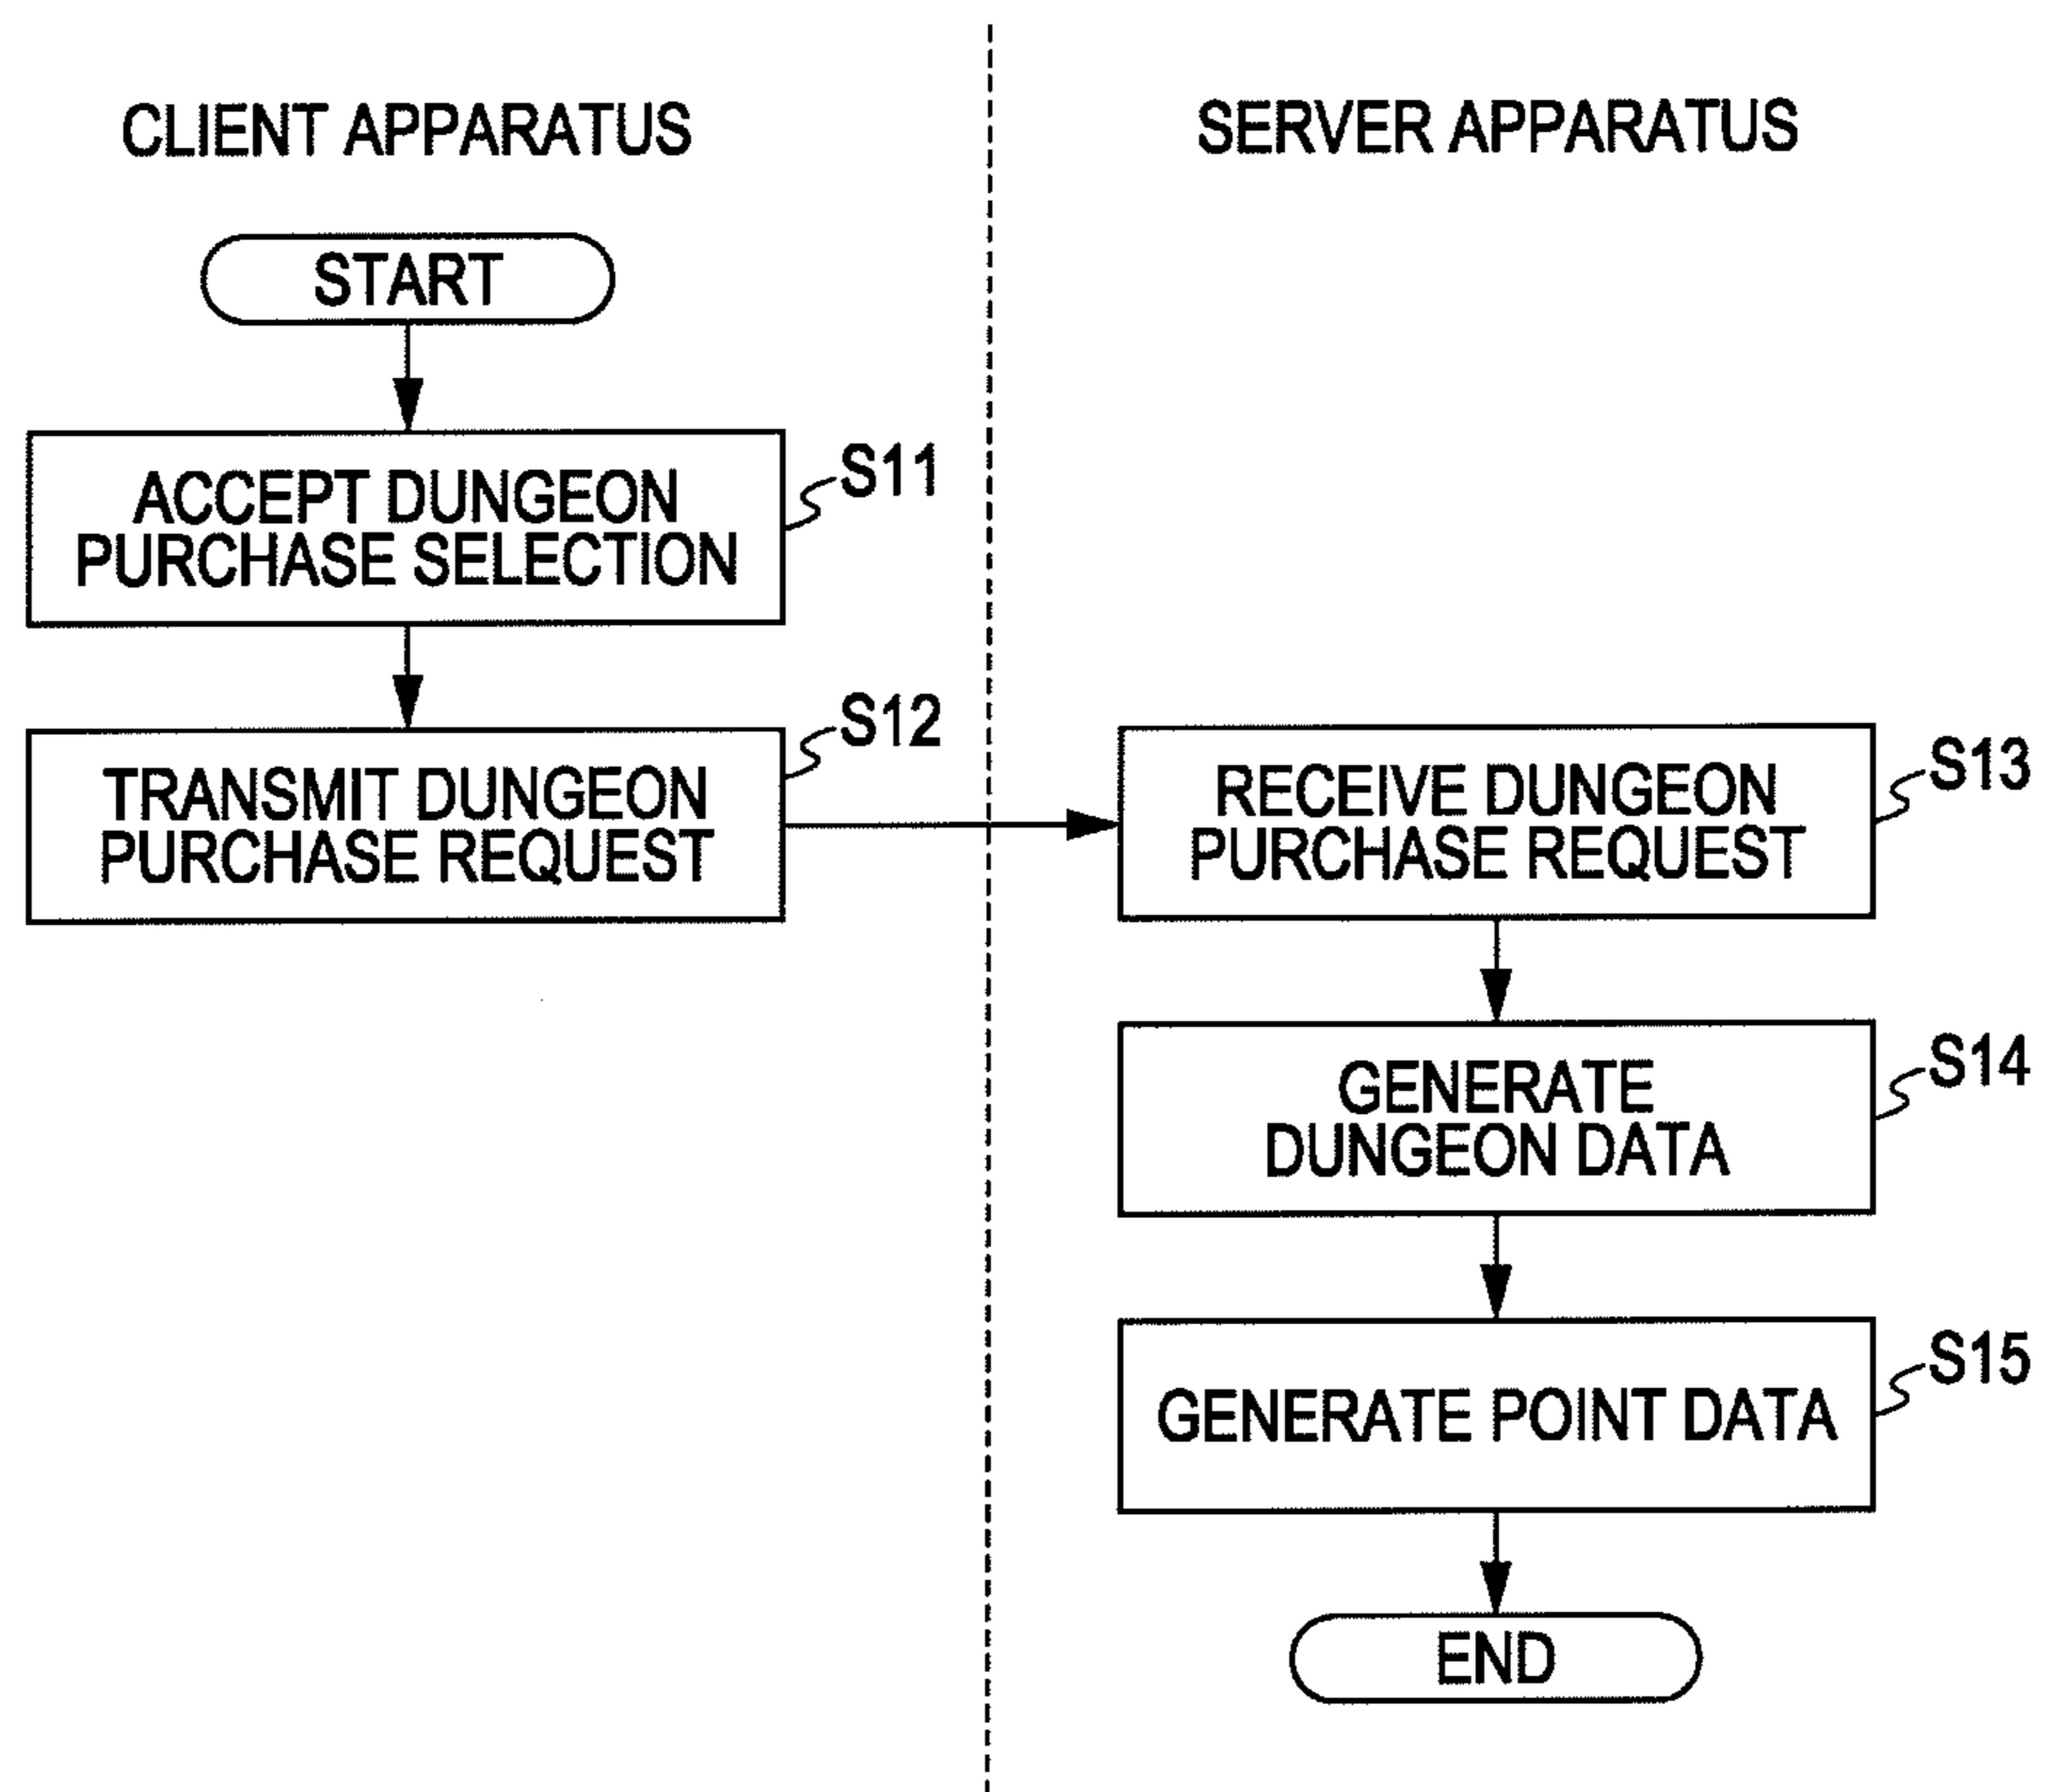 CLIENT APPARATUS
SERVER APPARATUS
START
ACCEPT DUNGEON
PURCHASE SELECTION
S11
TRANSMIT DUNGEON
PURCHASE REQUEST
S12
RECEIVE DUNGEON
PURCHASE REQUEST
S13
GENERATE
DUNGEON DATA
S14
GENERATE POINT DATA
S15
END